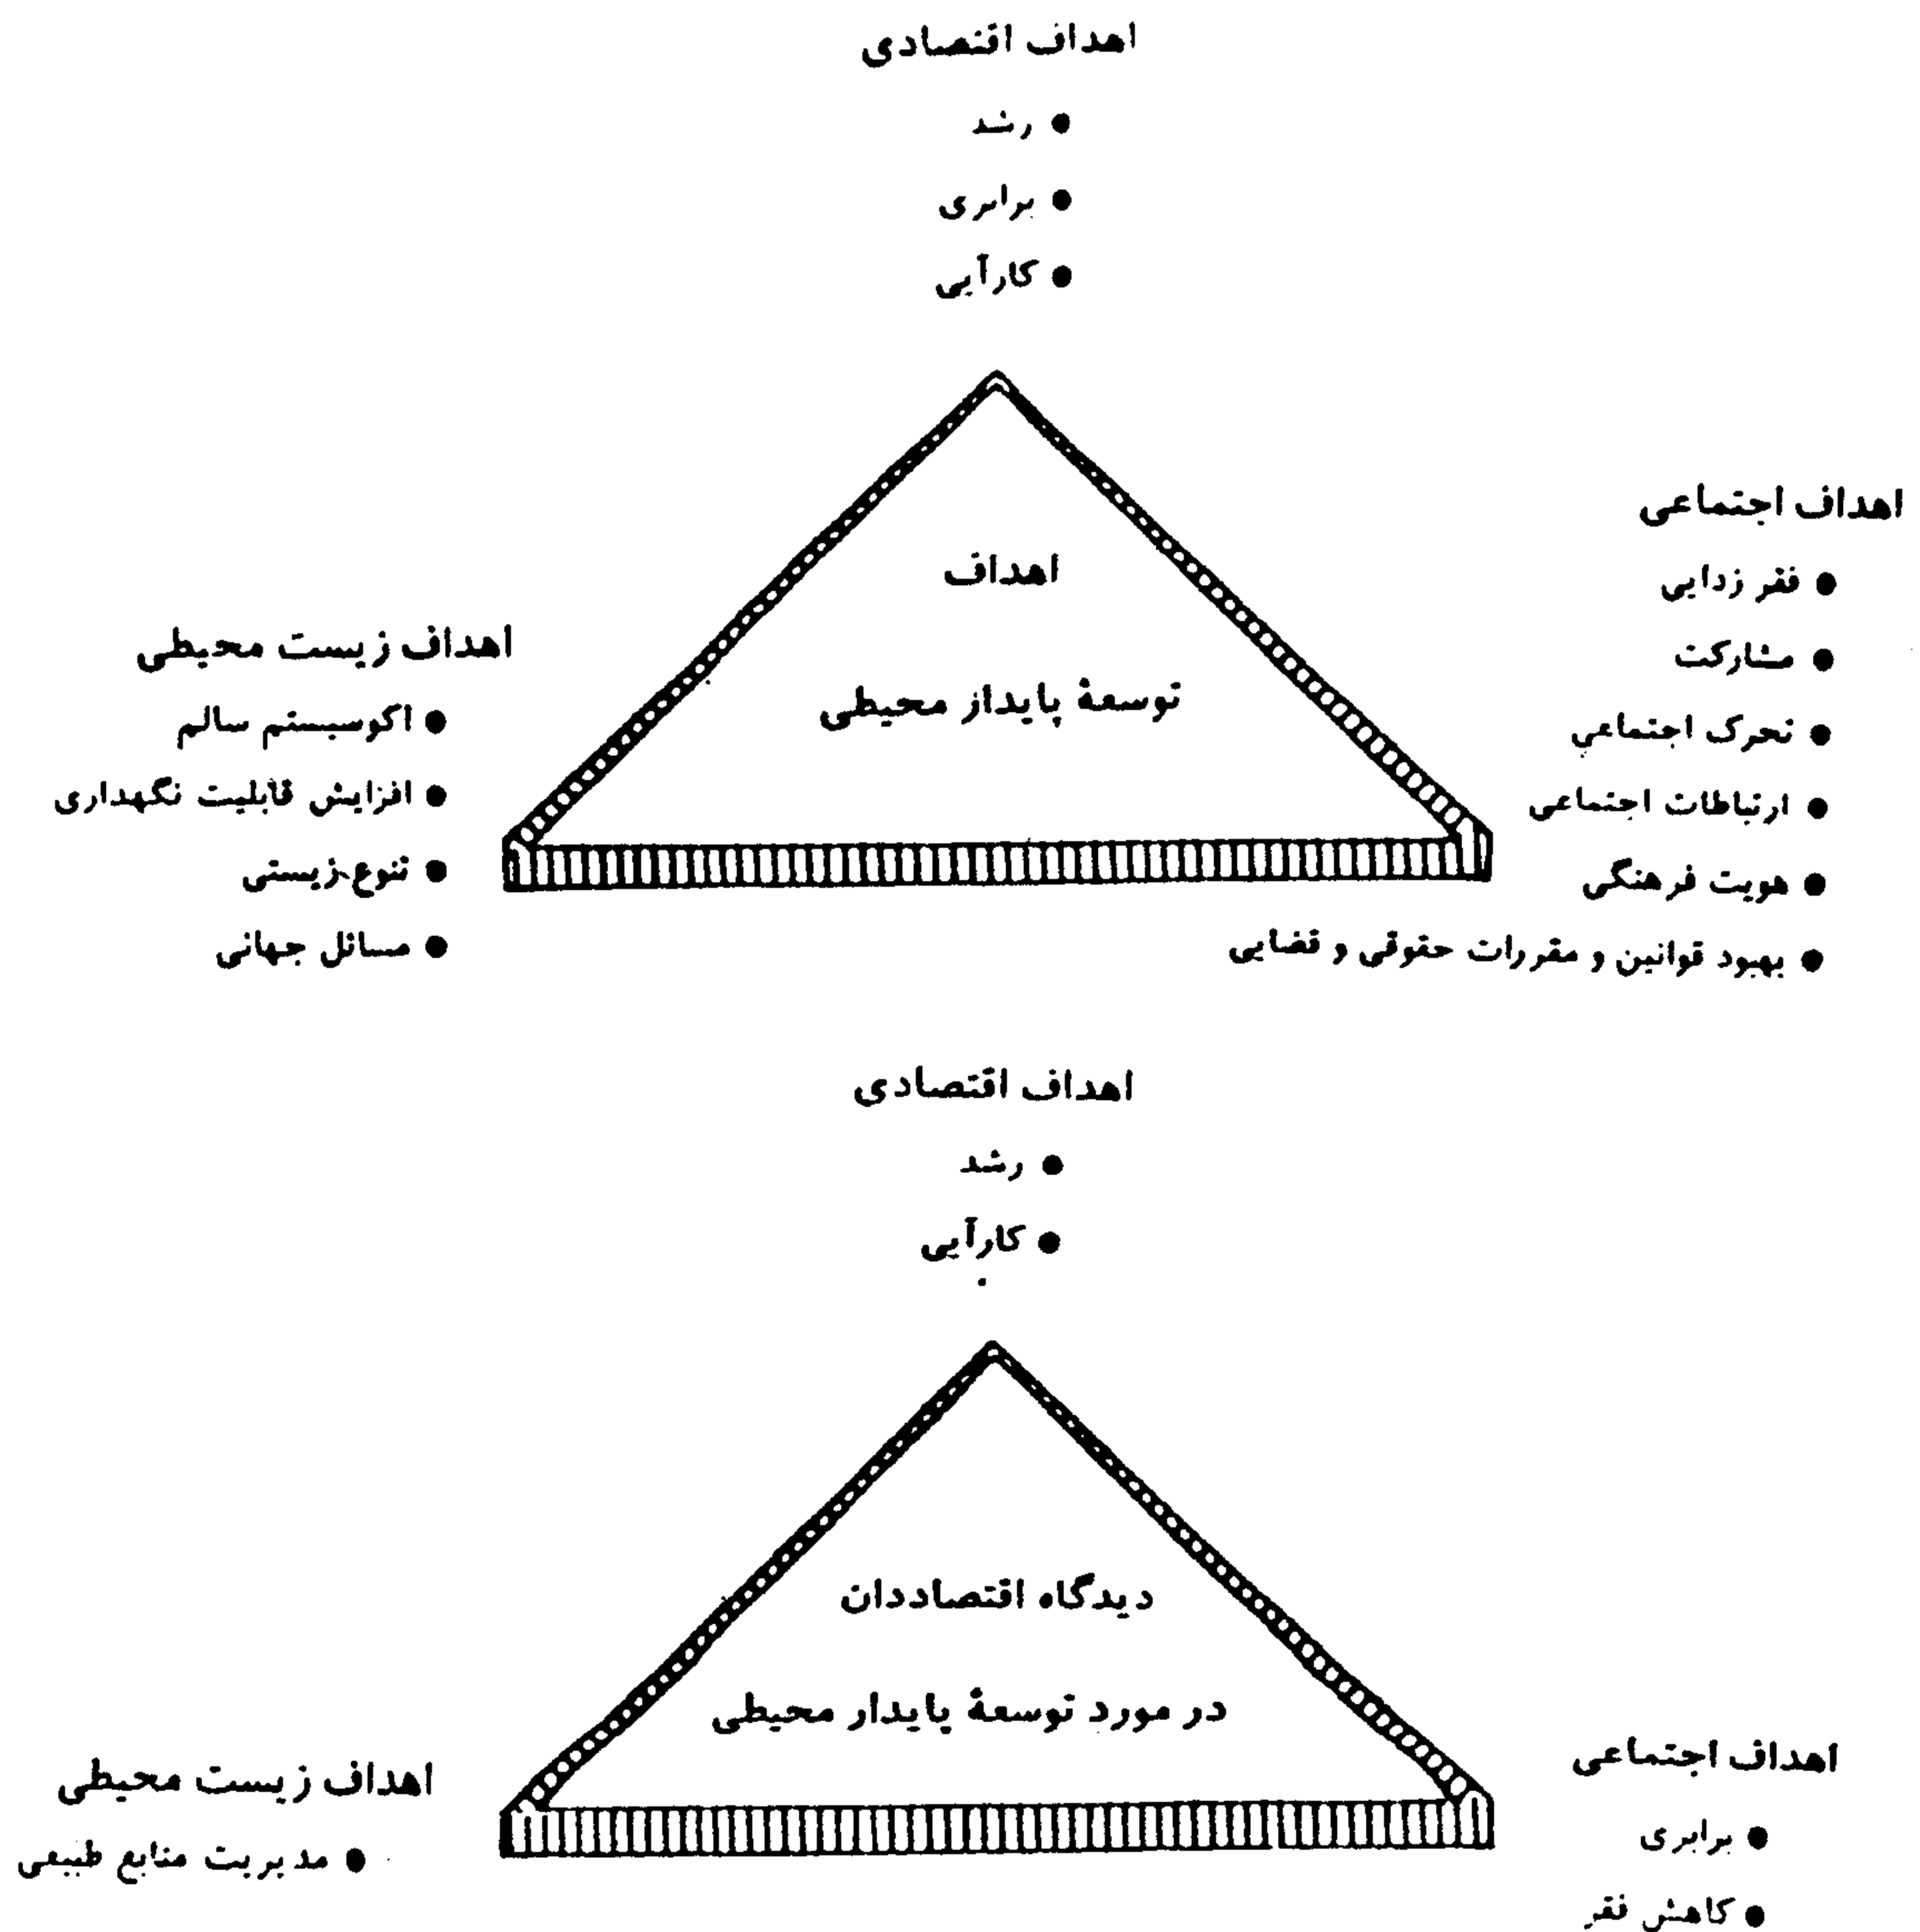 اهداف اقتصادی
● رشد
● برابری
● کارآیی
اهداف
توسعهٔ پایدار محیطی
اهداف اجتماعی
● فقر زدایی
● مشارکت
● تحرک اجتماعی
● ارتباطات اجتماعی
● هویت فرهنگی
● بهبود قوانین و مقررات حقوقی و قضایی
اهداف زیست محیطی
● اکوسیستم سالم
● افزایش قابلیت نگهداری
● تنوع زیستی
● مسائل جهانی
اهداف اقتصادی
● رشد
● کارآیی
دیدگاه اقتصاددان
در مورد توسعهٔ پایدار محیطی
اهداف اجتماعی
● برابری
● کاهش فقر
اهداف زیست محیطی
● مدیریت منابع طبیعی